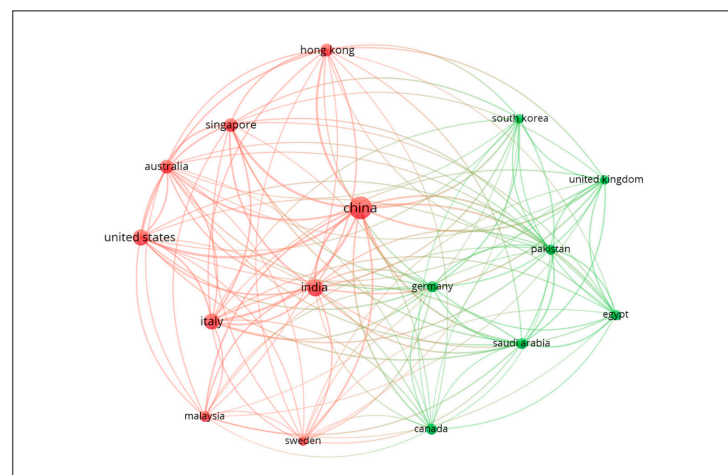 hong kong
south korea
singapore
australia
united kingdom
china
united states
pakistan
germany
india
egypt
italy
saudi arabia
malaysia
canada
sweden